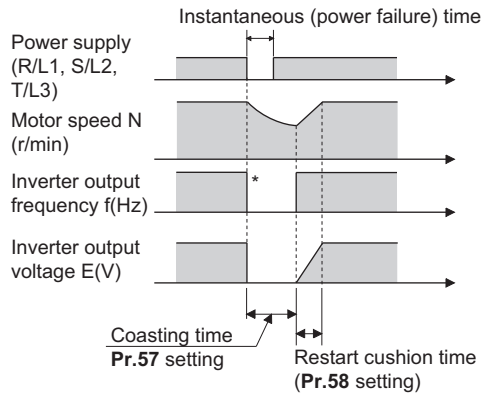 Instantaneous (power failure) time
Power supply
(R/L1, S/L2,
T/L3)
Motor speed N
(r/min)
Inverter output
frequency f(Hz)
*
Inverter output
voltage E(V)
Coasting time
Pr.57 setting
Restart cushion time
(Pr.58 setting)